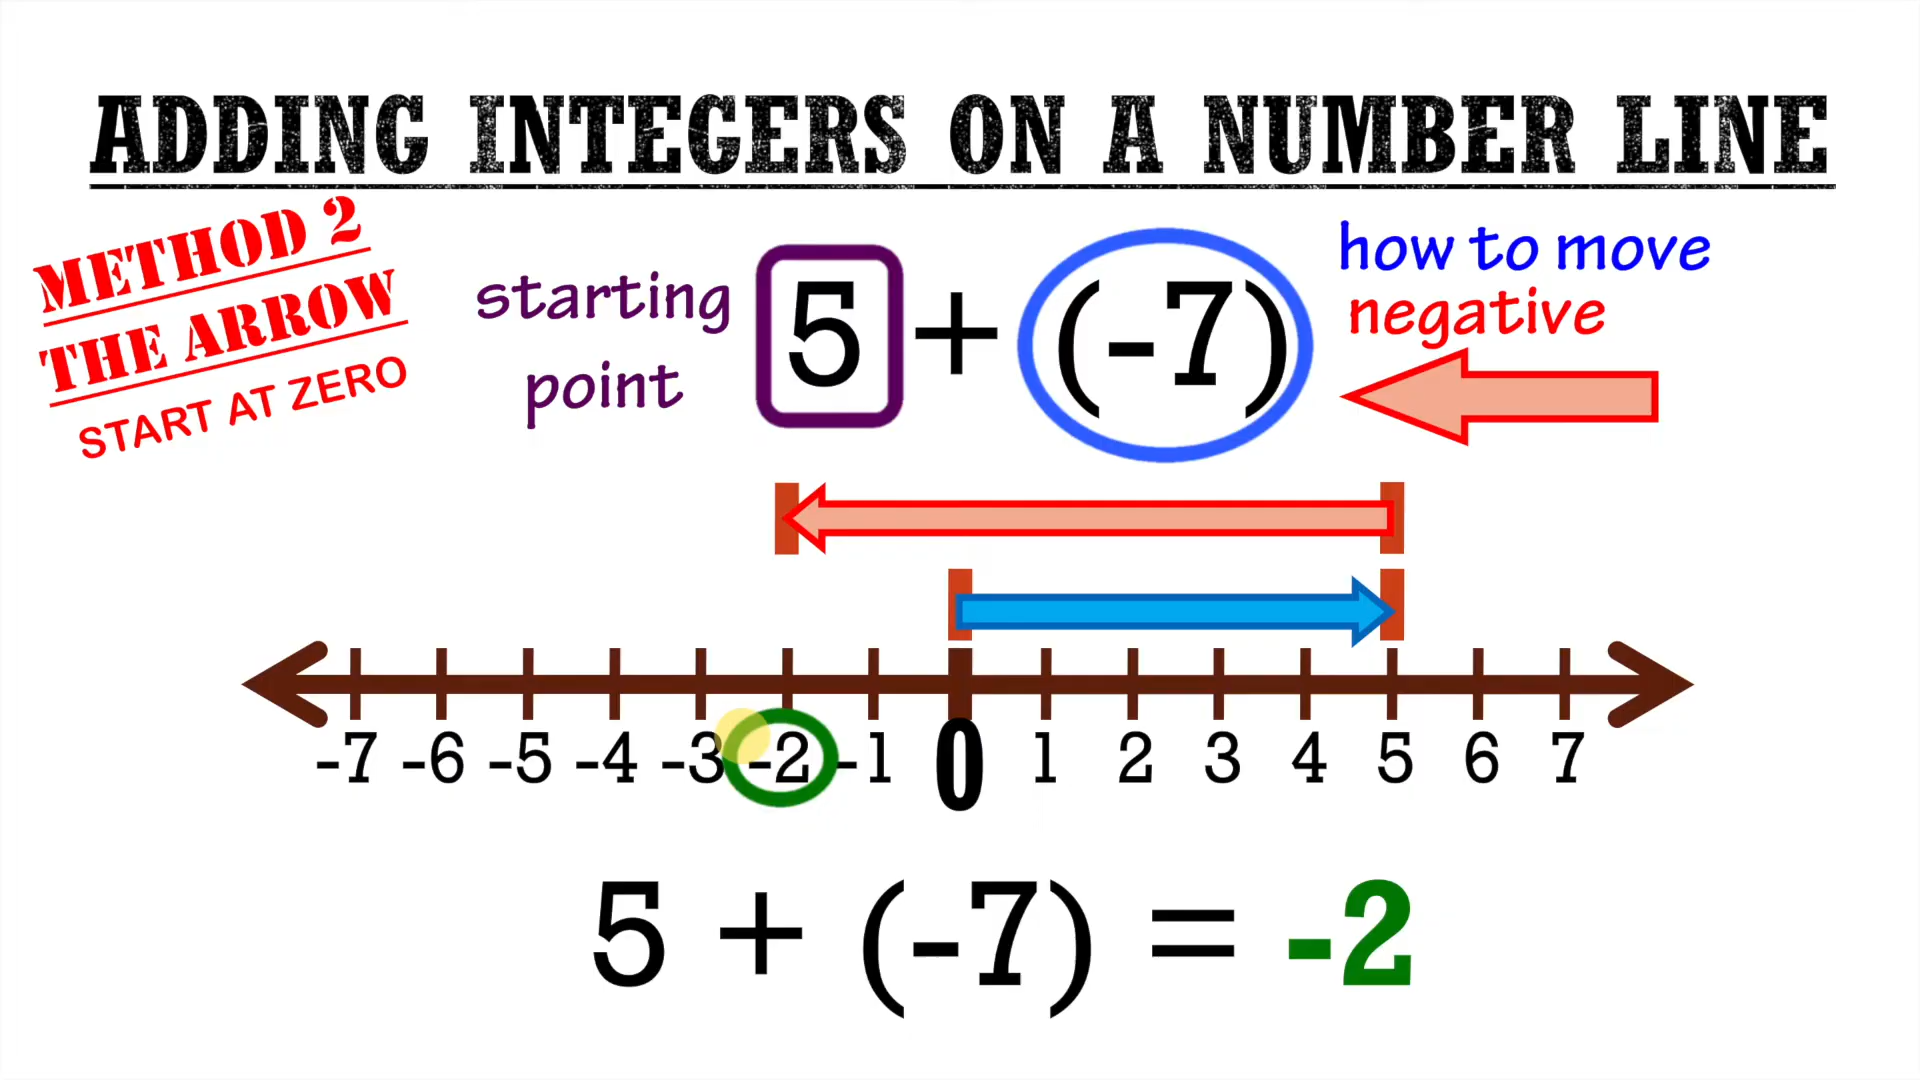 ADDING INTEGERS ON A NUMBER LINE
METHOD 2
THE ARROW
START AT ZERO
starting
point
5 + (-7)
how to move
negative
-7 -6 -5 -4 -3 -2 -1 0 1 2 3 4 5 6 7
5 + (-7) = -2